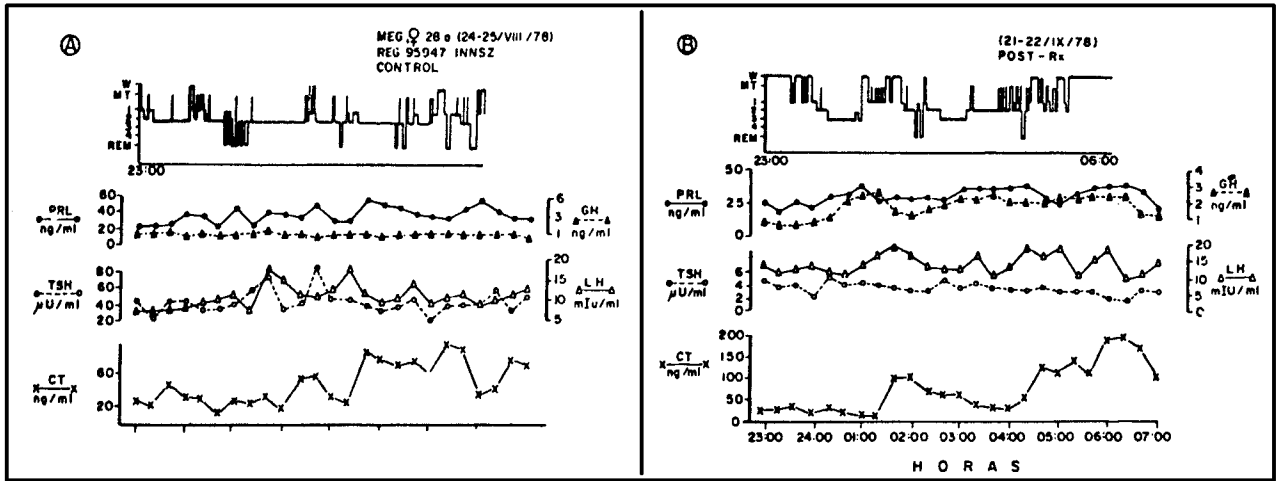 A
MEG ♀ 28 a (24-25/VIII/78)
REG 95947 INNSZ
CONTROL
W
MT
REM
23:00
PRL
ng/ml
60
40
20
0
6
3
1
GH
ng/ml
TSH
µU/ml
80
60
40
20
20
15
10
5
LH
mIu/ml
CT
ng/ml
60
20
B
(21-22/IX/78)
POST-Rx
W
MT
REM
23:00 06:00
PRL
ng/ml
50
25
0
4
3
2
1
GH
ng/ml
TSH
µU/ml
6
4
2
0
20
15
10
5
0
LH
mIU/ml
CT
ng/ml
200
150
100
50
0
23:00 24:00 01:00 02:00 03:00 04:00 05:00 06:00 07:00
HORAS